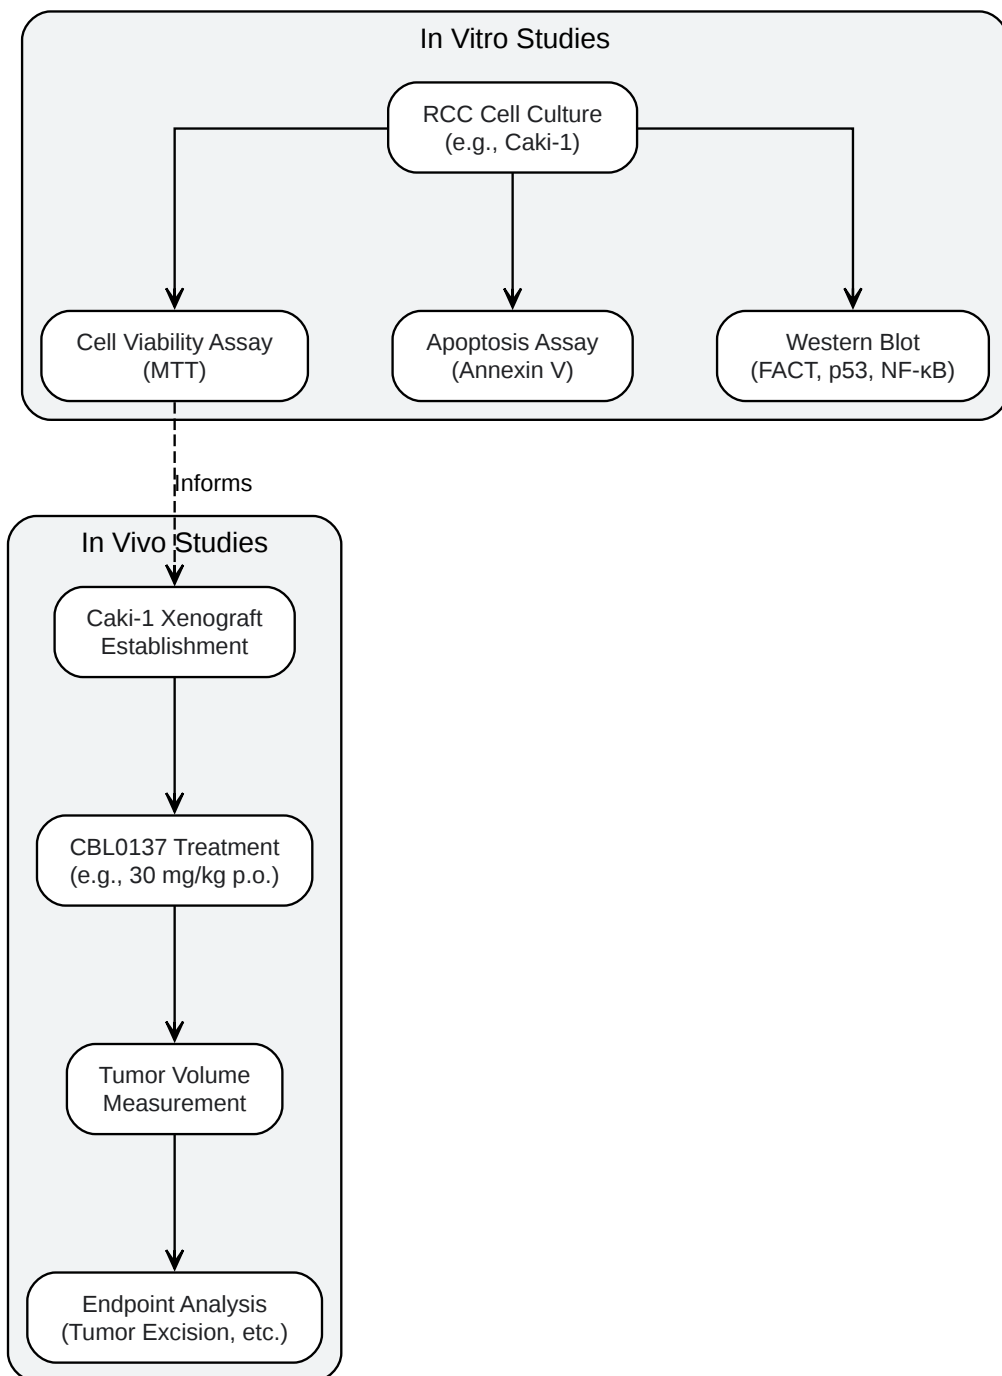 In Vitro Studies
RCC Cell Culture
(e.g., Caki-1)
Cell Viability Assay
(MTT)
Apoptosis Assay
(Annexin V)
Western Blot
(FACT, p53, NF-κB)
Informs
In Vivo Studies
Caki-1 Xenograft
Establishment
CBL0137 Treatment
(e.g., 30 mg/kg p.o.)
Tumor Volume
Measurement
Endpoint Analysis
(Tumor Excision, etc.)